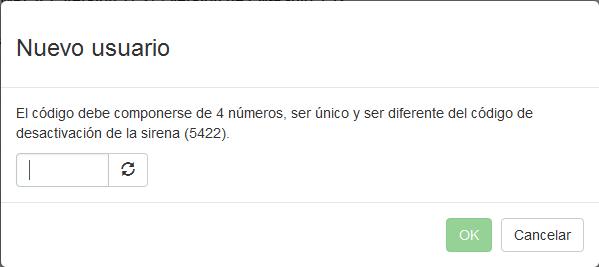 Nuevo usuario
El código debe componerse de 4 números, ser único y ser diferente del código de
desactivación de la sirena (5422).
OK
Cancelar